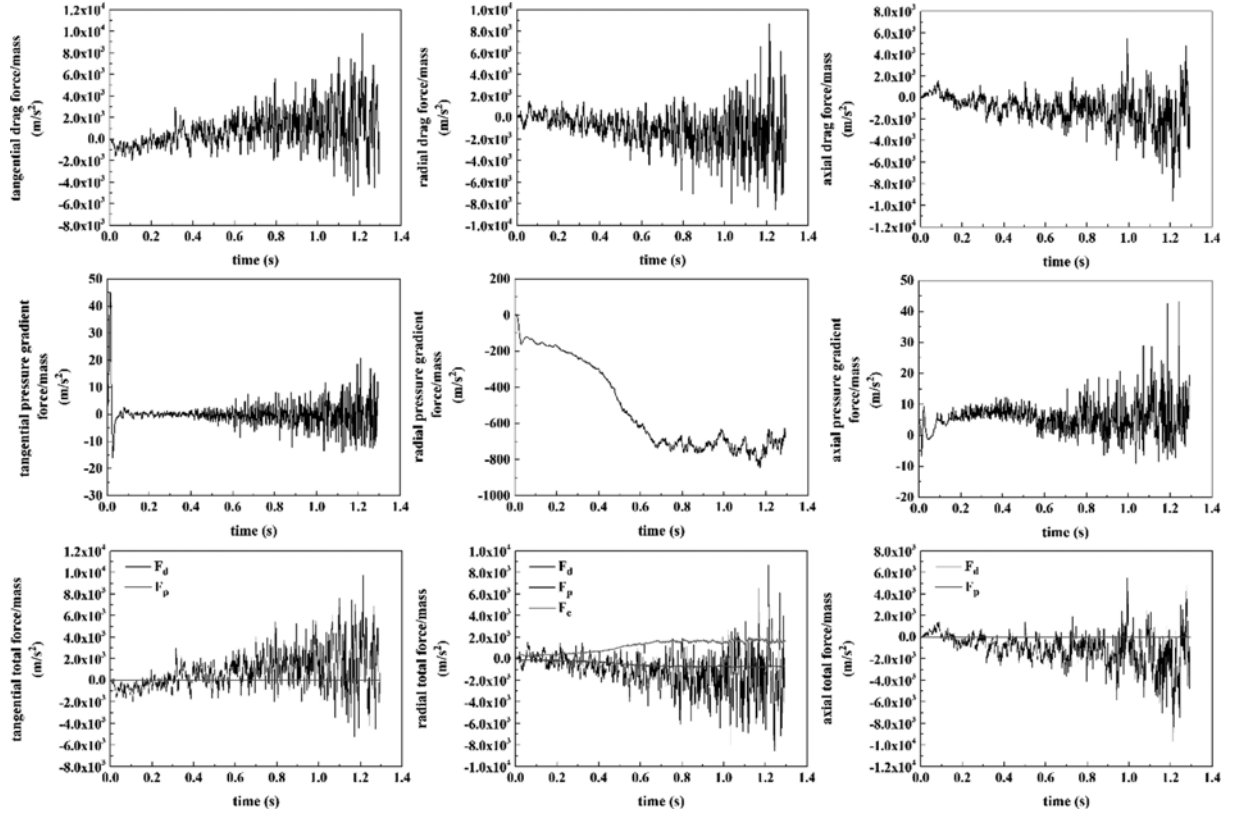 tangential drag force/mass
(m/s²)
1.2x10⁴
1.0x10⁴
8.0x10³
6.0x10³
4.0x10³
2.0x10³
0.0
-2.0x10³
-4.0x10³
-6.0x10³
-8.0x10³
0.0 0.2 0.4 0.6 0.8 1.0 1.2 1.4
time (s)
radial drag force/mass
(m/s²)
1.0x10⁴
8.0x10³
6.0x10³
4.0x10³
2.0x10³
0.0
-2.0x10³
-4.0x10³
-6.0x10³
-8.0x10³
-1.0x10⁴
0.0 0.2 0.4 0.6 0.8 1.0 1.2 1.4
time (s)
axial drag force/mass
(m/s²)
8.0x10³
6.0x10³
4.0x10³
2.0x10³
0.0
-2.0x10³
-4.0x10³
-6.0x10³
-8.0x10³
-1.0x10⁴
-1.2x10⁴
0.0 0.2 0.4 0.6 0.8 1.0 1.2 1.4
time (s)
tangential pressure gradient
force/mass
(m/s²)
50
40
30
20
10
0
-10
-20
-30
0.0 0.2 0.4 0.6 0.8 1.0 1.2 1.4
time (s)
radial pressure gradient
force/mass
(m/s²)
200
0
-200
-400
-600
-800
-1000
0.0 0.2 0.4 0.6 0.8 1.0 1.2 1.4
time (s)
axial pressure gradient
force/mass
(m/s²)
50
40
30
20
10
0
-10
-20
0.0 0.2 0.4 0.6 0.8 1.0 1.2 1.4
time (s)
tangential total force/mass
(m/s²)
1.2x10⁴
1.0x10⁴
8.0x10³
6.0x10³
4.0x10³
2.0x10³
0.0
-2.0x10³
-4.0x10³
-6.0x10³
-8.0x10³
F_d
F_p
0.0 0.2 0.4 0.6 0.8 1.0 1.2 1.4
time (s)
radial total force/mass
(m/s²)
1.0x10⁴
8.0x10³
6.0x10³
4.0x10³
2.0x10³
0.0
-2.0x10³
-4.0x10³
-6.0x10³
-8.0x10³
-1.0x10⁴
F_d
F_p
F_c
0.0 0.2 0.4 0.6 0.8 1.0 1.2 1.4
time (s)
axial total force/mass
(m/s²)
8.0x10³
6.0x10³
4.0x10³
2.0x10³
0.0
-2.0x10³
-4.0x10³
-6.0x10³
-8.0x10³
-1.0x10⁴
-1.2x10⁴
F_d
F_p
0.0 0.2 0.4 0.6 0.8 1.0 1.2 1.4
time (s)